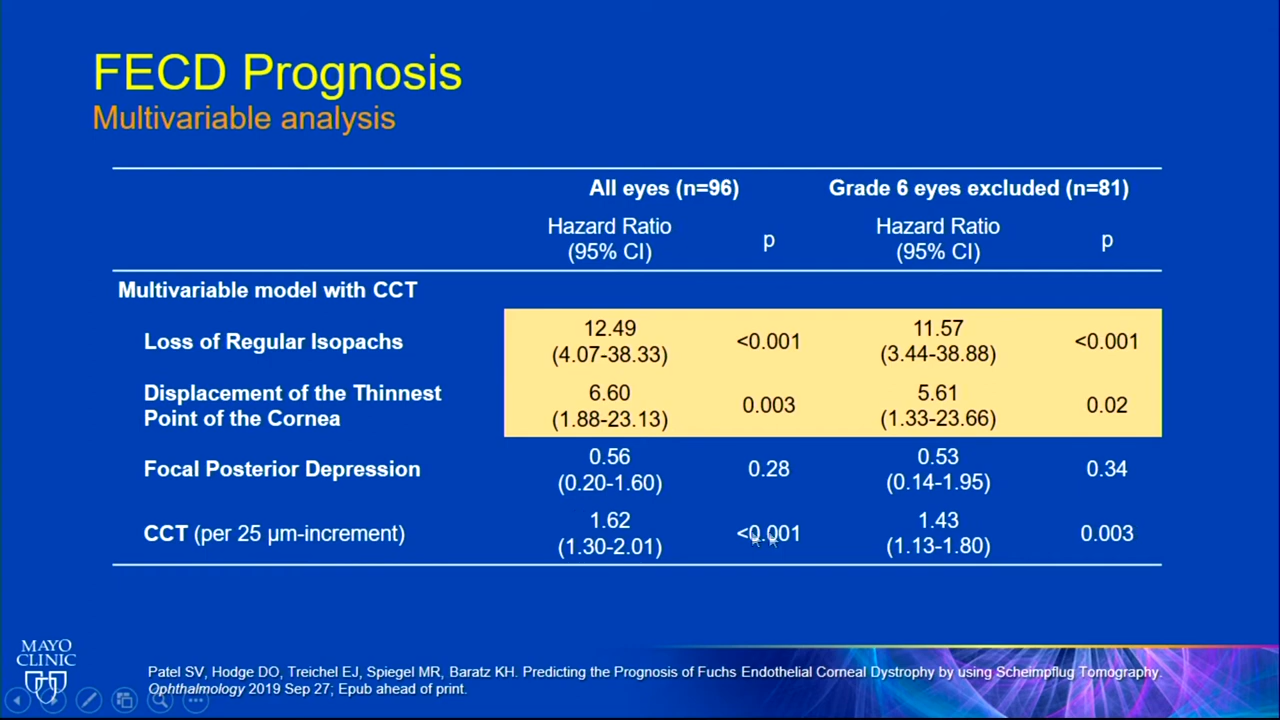 FECD Prognosis
Multivariable analysis
All eyes (n=96) Grade 6 eyes excluded (n=81)
Hazard Ratio (95% CI) p Hazard Ratio (95% CI) p
Multivariable model with CCT
Loss of Regular Isopachs 12.49 (4.07-38.33) <0.001 11.57 (3.44-38.88) <0.001
Displacement of the Thinnest Point of the Cornea 6.60 (1.88-23.13) 0.003 5.61 (1.33-23.66) 0.02
Focal Posterior Depression 0.56 (0.20-1.60) 0.28 0.53 (0.14-1.95) 0.34
CCT (per 25 µm-increment) 1.62 (1.30-2.01) <0.001 1.43 (1.13-1.80) 0.003
MAYO
CLINIC
Patel SV, Hodge DO, Treichel EJ, Spiegel MR, Baratz KH. Predicting the Prognosis of Fuchs Endothelial Corneal Dystrophy by using Scheimpflug Tomography.
Ophthalmology 2019 Sep 27; Epub ahead of print.